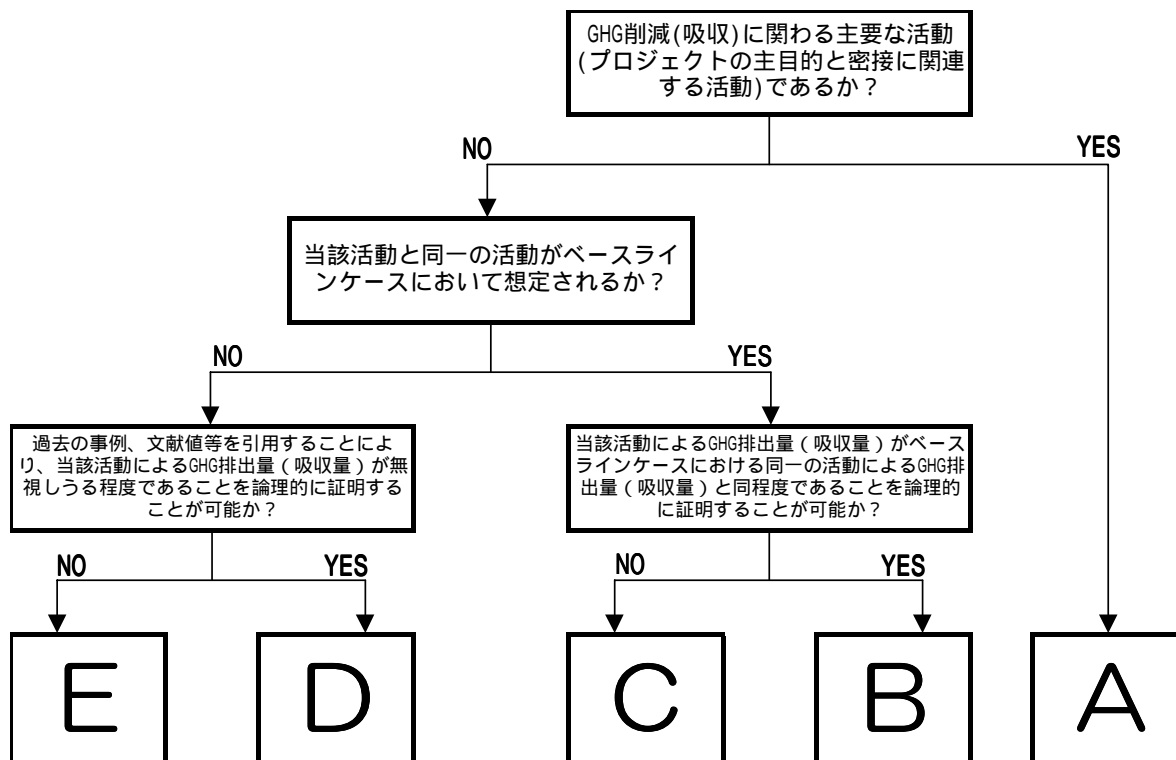 GHG削減(吸収)に関わる主要な活動
(プロジェクトの主目的と密接に関連
する活動)であるか？
NO
YES
当該活動と同一の活動がベースライ
ンケースにおいて想定されるか？
NO
YES
過去の事例、文献値等を引用することによ
り、当該活動によるGHG排出量（吸収量）が無
視しうる程度であることを論理的に証明する
ことが可能か？
当該活動によるGHG排出量（吸収量）がベース
ラインケースにおける同一の活動によるGHG排
出量（吸収量）と同程度であることを論理的
に証明することが可能か？
NO
YES
NO
YES
E
D
C
B
A